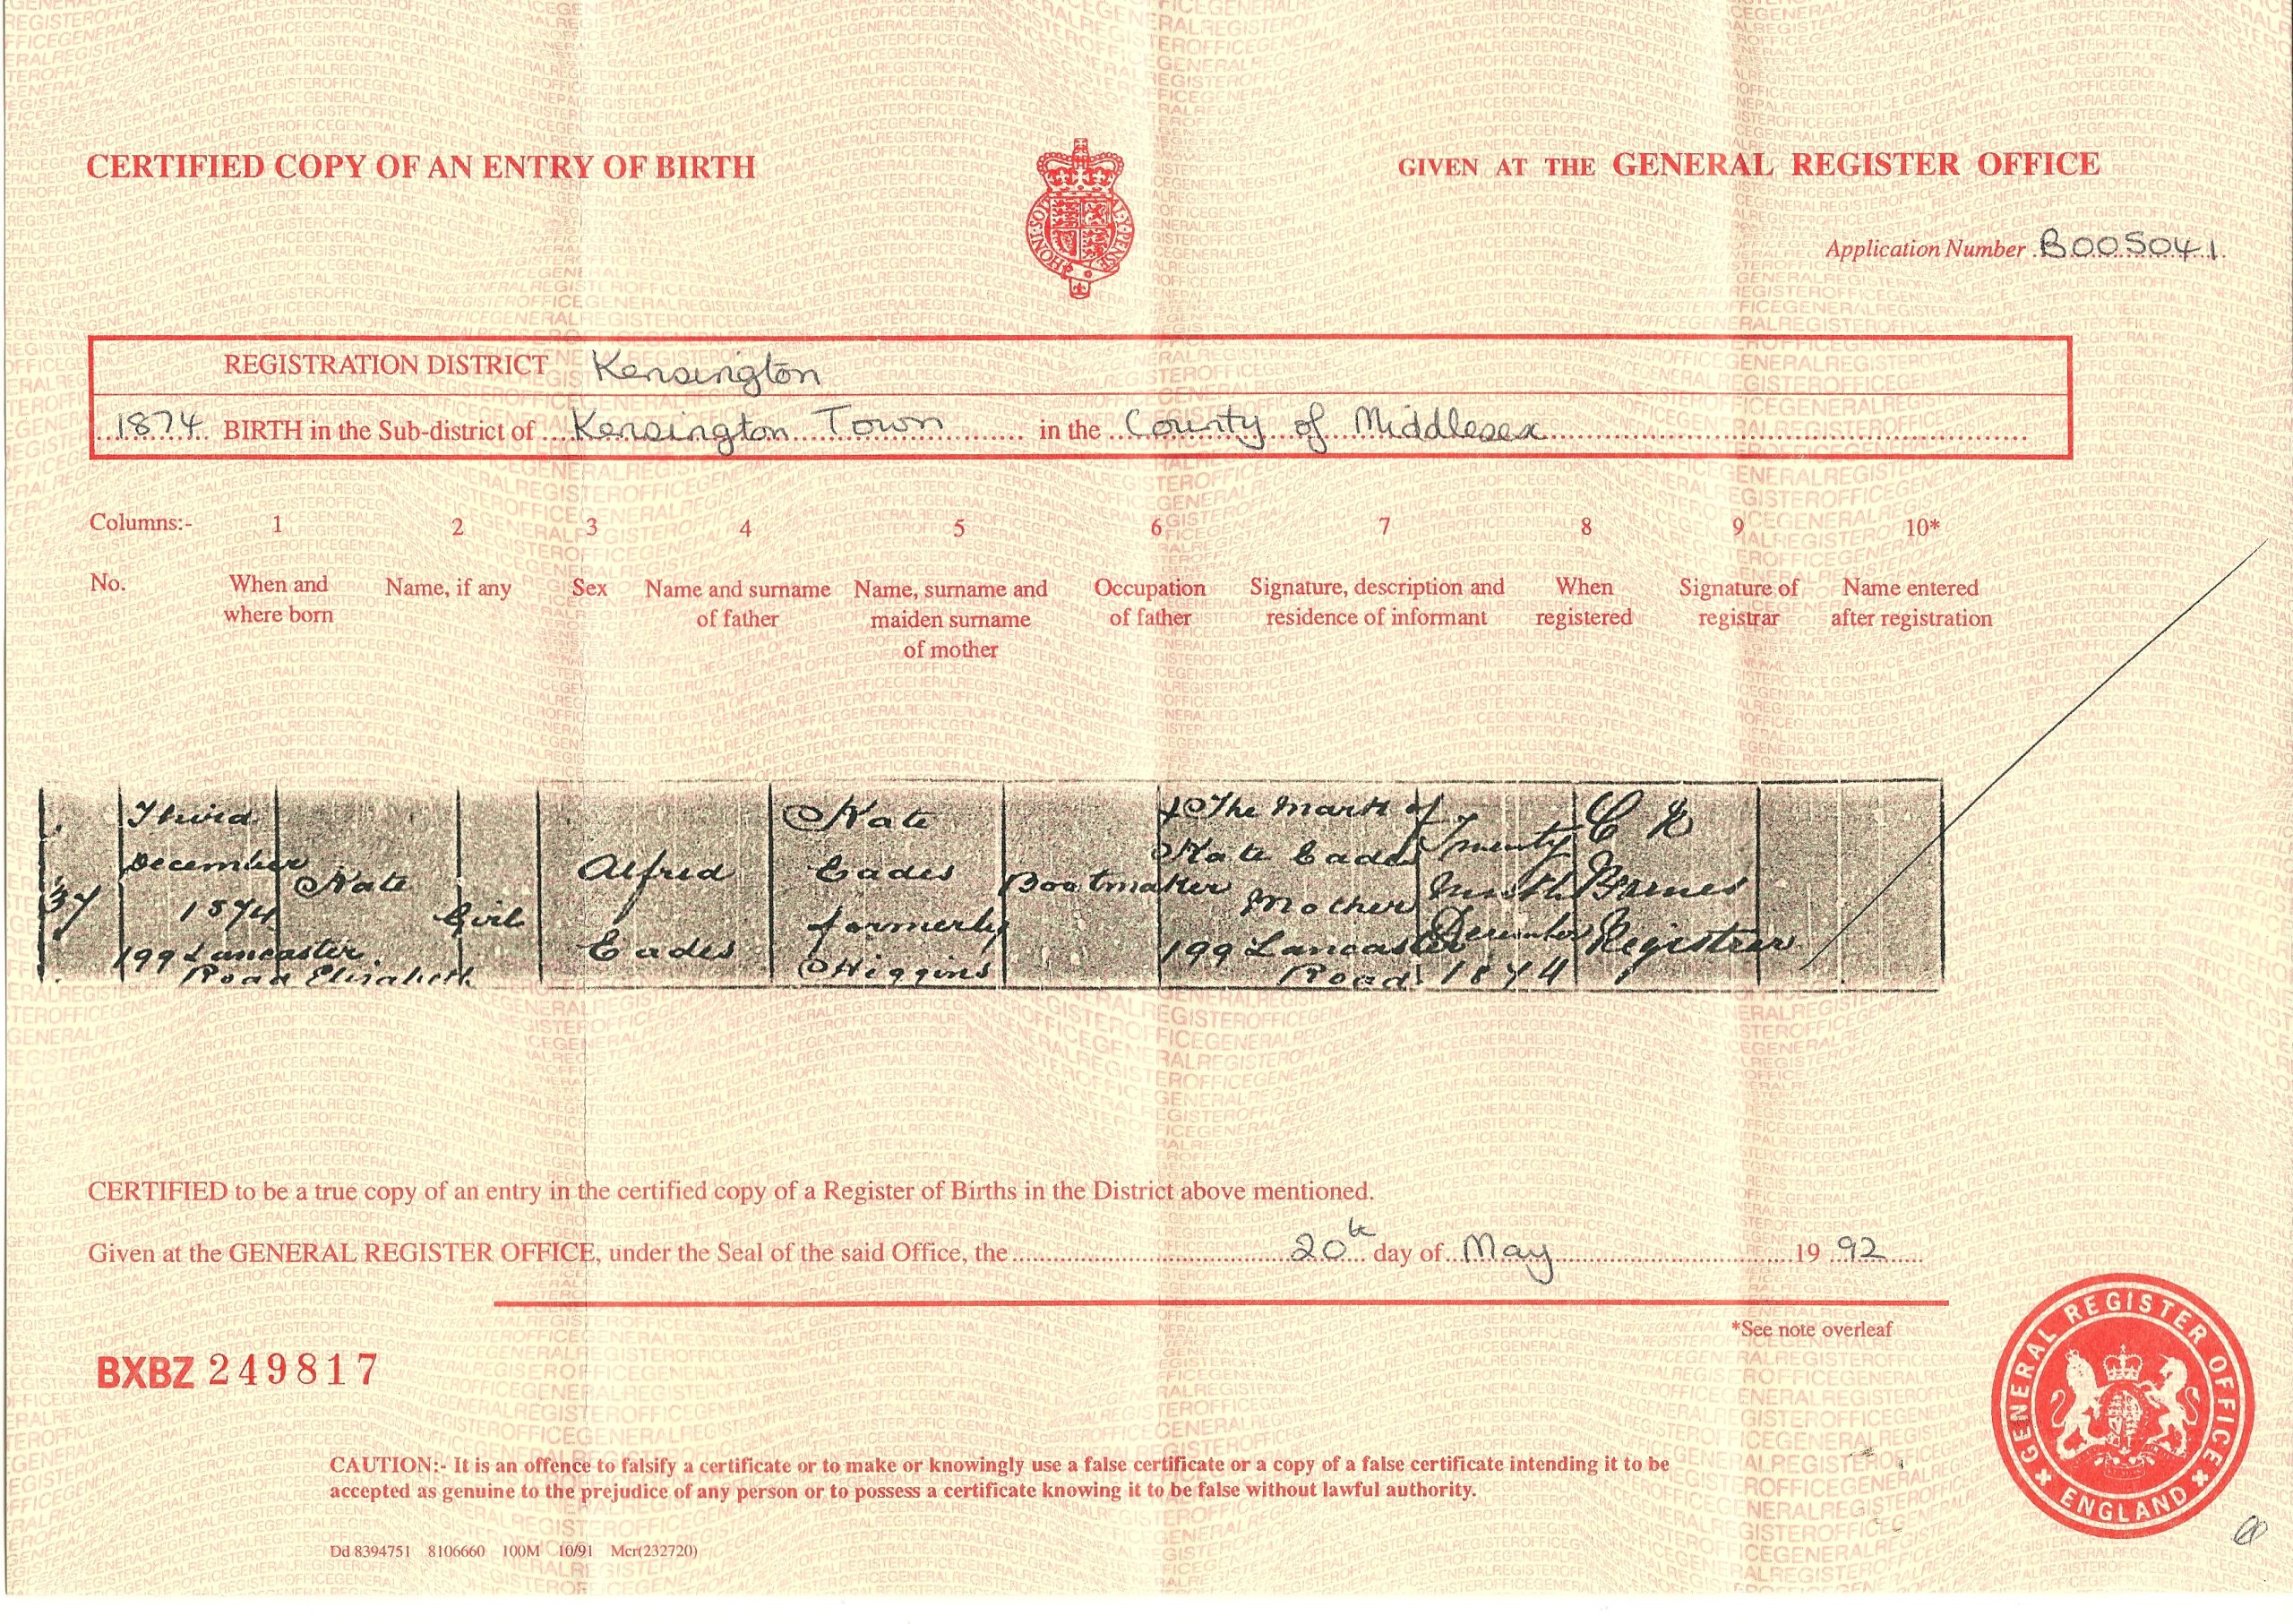 CERTIFIED COPY OF AN ENTRY OF BIRTH
GIVEN AT THE GENERAL REGISTER OFFICE
Application Number B005041
REGISTRATION DISTRICT Kensington
1874 BIRTH in the Sub-district of Kensington Town in the County of Middlesex
Columns:- 1 2 3 4 5 6 7 8 9 10*
No.
When and
where born
Name, if any
Sex
Name and surname
of father
Name, surname and
maiden surname
of mother
Occupation
of father
Signature, description and
residence of informant
When
registered
Signature of
registrar
Name entered
after registration
37
Third
December
1874
199 Lancaster
Road
Kate
Elizabeth
Girl
Alfred
Eades
Kate
Eades
formerly
Higgins
Bootmaker
The Mark of
Kate Eades
Mother
199 Lancaster
Road
Twenty
Ninth
December
1874
C
Barnes
Registrar
CERTIFIED to be a true copy of an entry in the certified copy of a Register of Births in the District above mentioned.
Given at the GENERAL REGISTER OFFICE, under the Seal of the said Office, the 20th day of May 19 92
*See note overleaf
BXBZ 249817
GENERAL REGISTER OFFICE
ENGLAND
CAUTION:- It is an offence to falsify a certificate or to make or knowingly use a false certificate or a copy of a false certificate intending it to be
accepted as genuine to the prejudice of any person or to possess a certificate knowing it to be false without lawful authority.
Dd 8394751 8106660 100M 10/91 Mcr(232720)